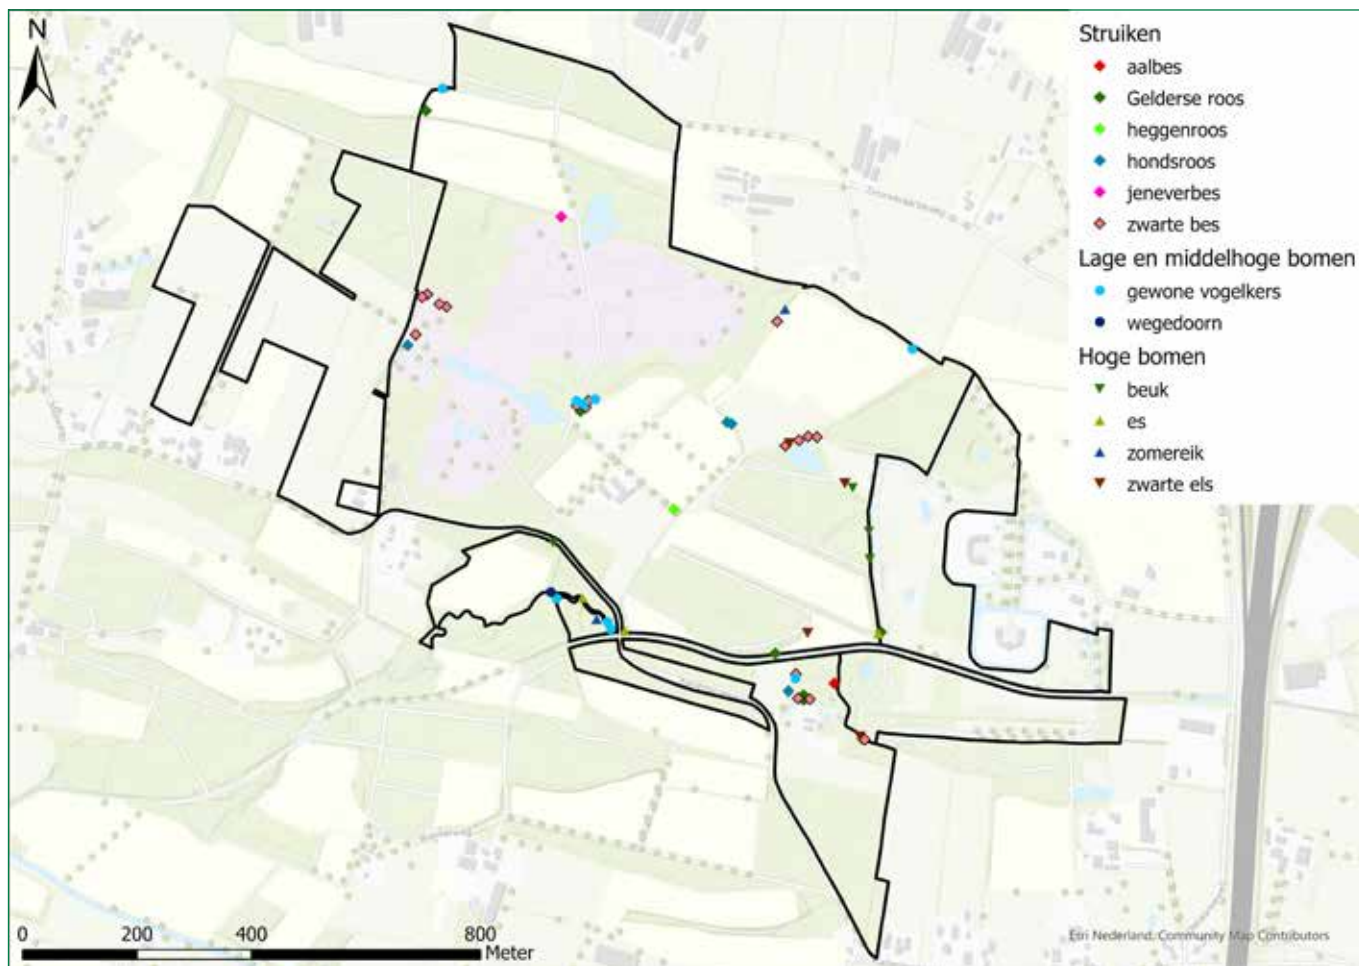 N
Struiken
aalbes
Gelderse roos
heggenroos
hondsroos
jeneverbes
zwarte bes
Lage en middelhoge bomen
gewone vogelkers
wegedoorn
Hoge bomen
beuk
es
zomereik
zwarte els
0 200 400 800
Meter
Esri Nederland, Community Map Contributors